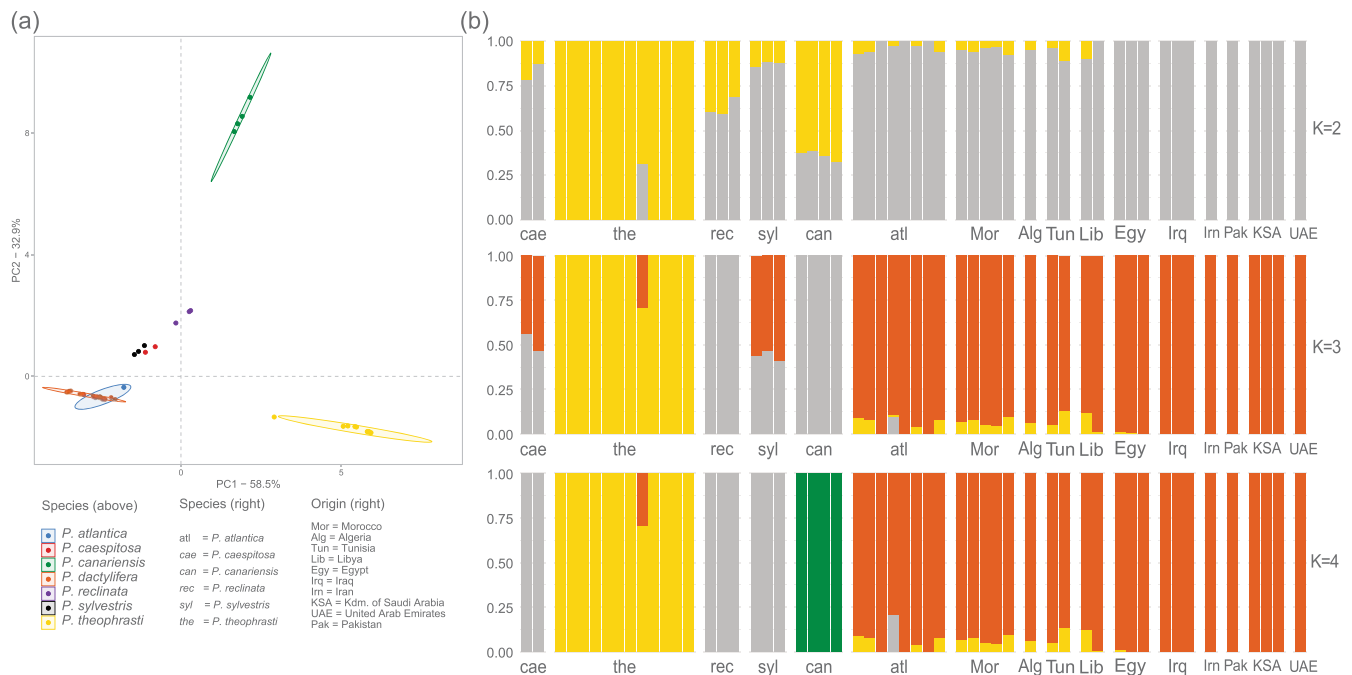 (a)
8
4
0
PC2 − 32.9%
0
5
PC1 − 58.5%
Species (above)
P. atlantica
P. caespitosa
P. canariensis
P. dactylifera
P. reclinata
P. sylvestris
P. theophrasti
Species (right)
atl = P. atlantica
cae = P. caespitosa
can = P. canariensis
rec = P. reclinata
syl = P. sylvestris
the = P. theophrasti
Origin (right)
Mor = Morocco
Alg = Algeria
Tun = Tunisia
Lib = Libya
Egy = Egypt
Irq = Iraq
Irn = Iran
KSA = Kdm. of Saudi Arabia
UAE = United Arab Emirates
Pak = Pakistan
(b)
1.00
0.75
0.50
0.25
0.00
K=2
cae the rec syl can atl Mor Alg Tun Lib Egy Irq Irn Pak KSA UAE
1.00
0.75
0.50
0.25
0.00
K=3
cae the rec syl can atl Mor Alg Tun Lib Egy Irq Irn Pak KSA UAE
1.00
0.75
0.50
0.25
0.00
K=4
cae the rec syl can atl Mor Alg Tun Lib Egy Irq Irn Pak KSA UAE